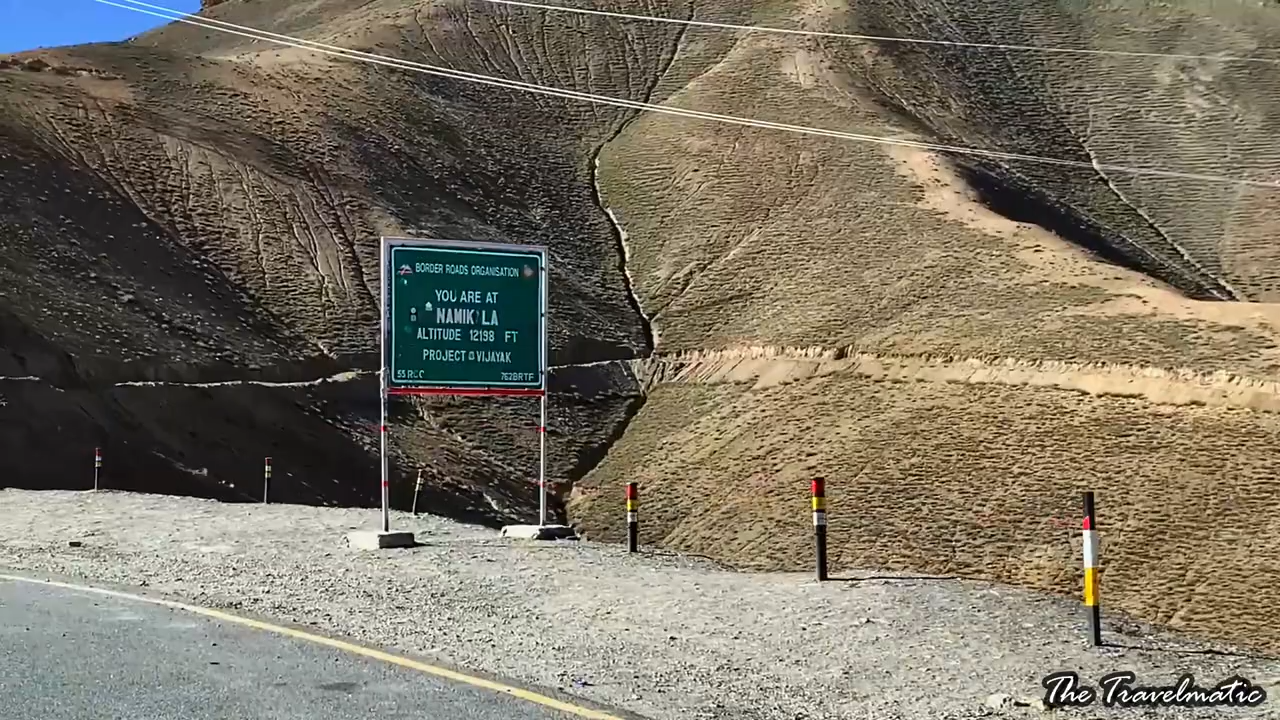 BORDER ROADS ORGANISATION
YOU ARE AT
NAMIK LA
ALTITUDE 12198 FT
PROJECT VIJAYAK
55 RCC 762BRTF
The Travelmatic